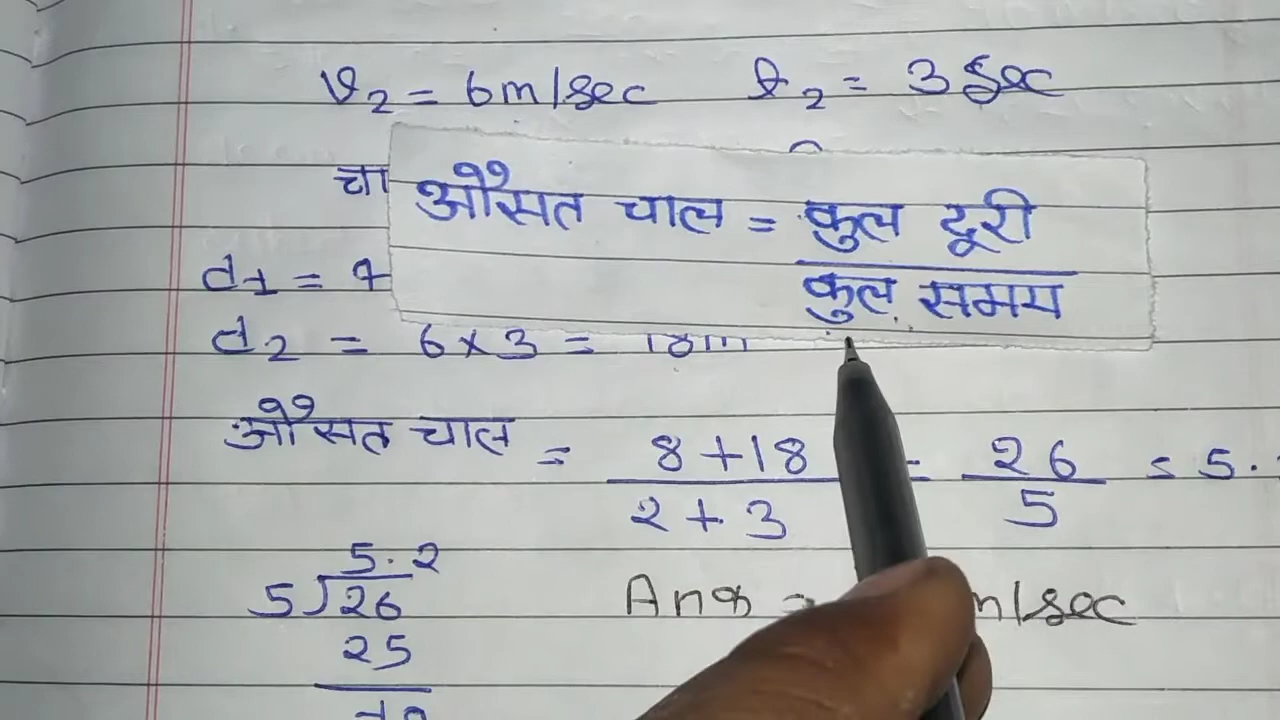 v₂ = 6m/sec t₂ = 3 sec
चा
औसत चाल = कुल दूरी
कुल समय
d1 =
d2 = 6×3 = 18m
औसत चाल = 8+18 = 26 = 5.
2+3 5
5.2
5)26
25
10
Ans = m/sec